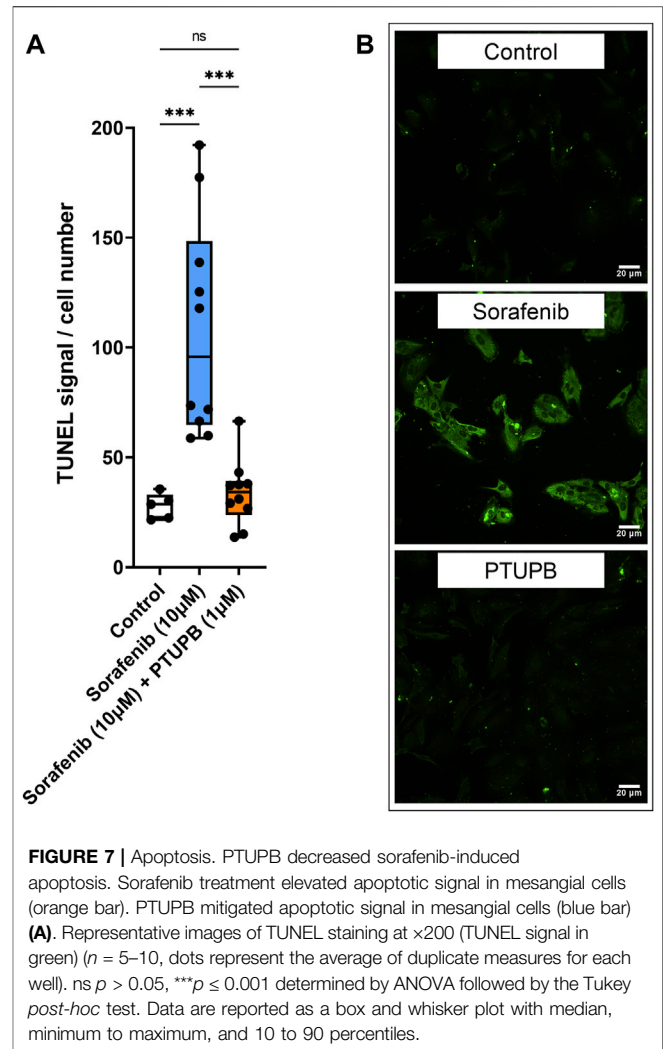 A
B
ns
***
***
TUNEL signal / cell number
200
150
100
50
0
Control
Sorafenib (10μM)
Sorafenib (10μM) + PTUPB (1μM)
Control
20 μm
Sorafenib
20 μm
PTUPB
20 μm
FIGURE 7 | Apoptosis. PTUPB decreased sorafenib-induced
apoptosis. Sorafenib treatment elevated apoptotic signal in mesangial cells
(orange bar). PTUPB mitigated apoptotic signal in mesangial cells (blue bar)
(A). Representative images of TUNEL staining at ×200 (TUNEL signal in
green) (n = 5–10, dots represent the average of duplicate measures for each
well). ns p > 0.05, ***p ≤ 0.001 determined by ANOVA followed by the Tukey
post-hoc test. Data are reported as a box and whisker plot with median,
minimum to maximum, and 10 to 90 percentiles.